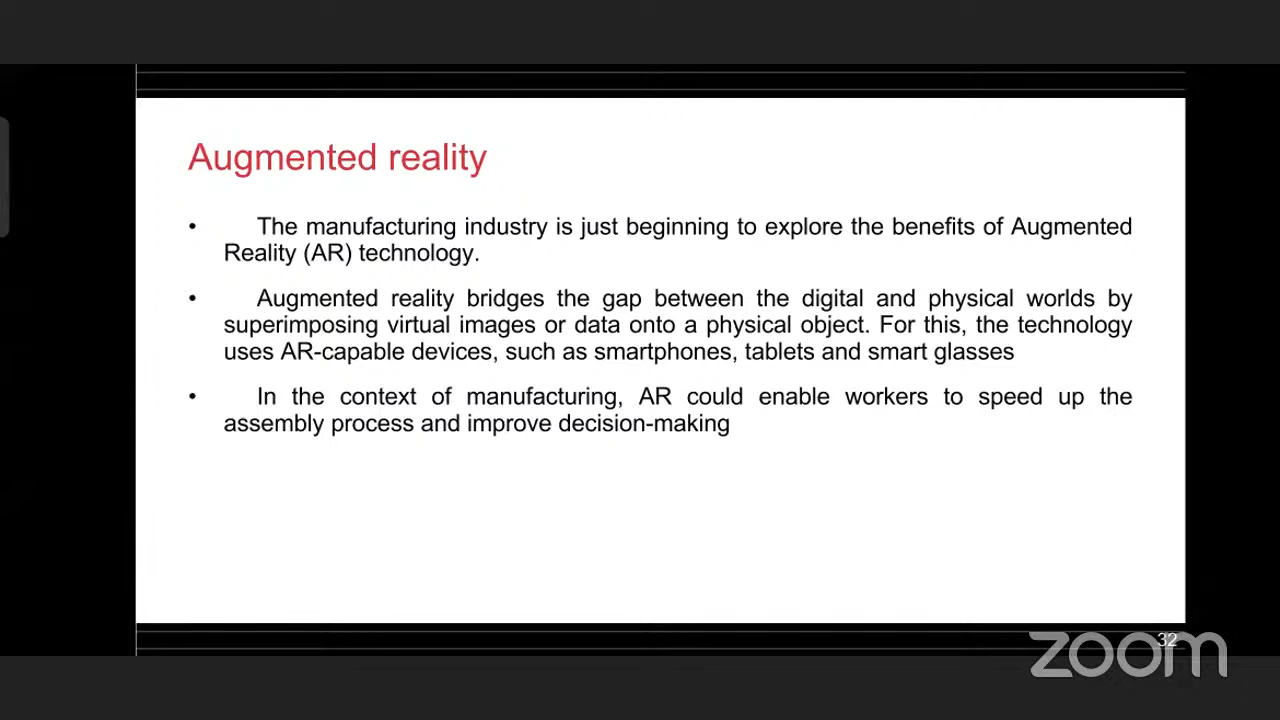 Augmented reality
• The manufacturing industry is just beginning to explore the benefits of Augmented
Reality (AR) technology.
• Augmented reality bridges the gap between the digital and physical worlds by
superimposing virtual images or data onto a physical object. For this, the technology
uses AR-capable devices, such as smartphones, tablets and smart glasses
• In the context of manufacturing, AR could enable workers to speed up the
assembly process and improve decision-making
32
zoom